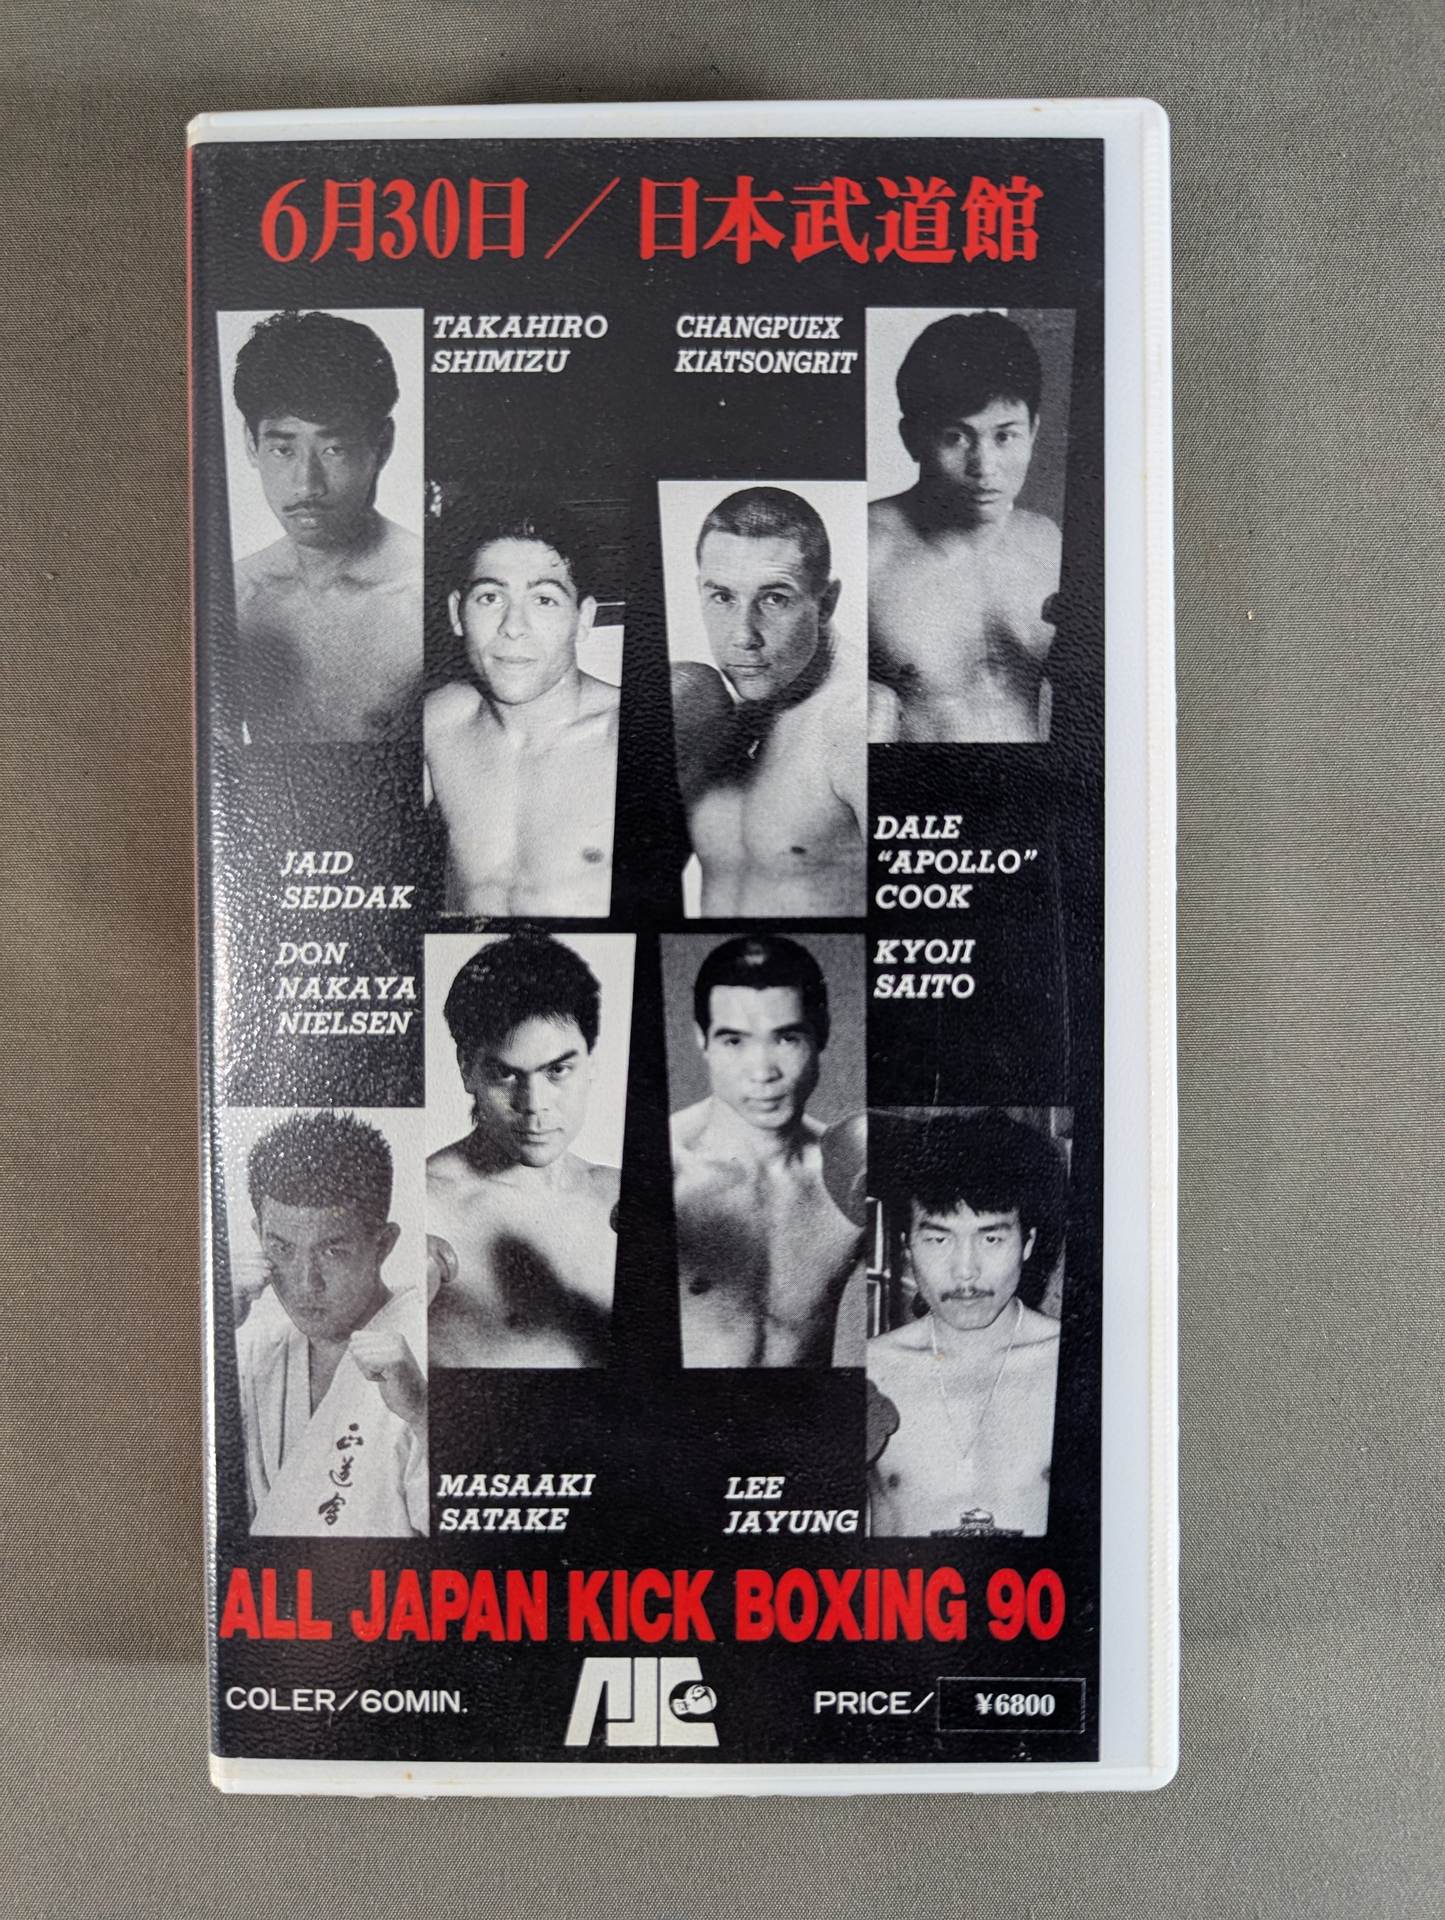 6月30日／日本武道館
TAKAHIRO
SHIMIZU
CHANGPUEX
KIATSONGRIT
JAID
SEDDAK
DALE
“APOLLO”
COOK
DON
NAKAYA
NIELSEN
KYOJI
SAITO
MASAAKI
SATAKE
LEE
JAYUNG
ALL JAPAN KICK BOXING 90
COLER/60MIN.
AJC
PRICE/ ¥6800